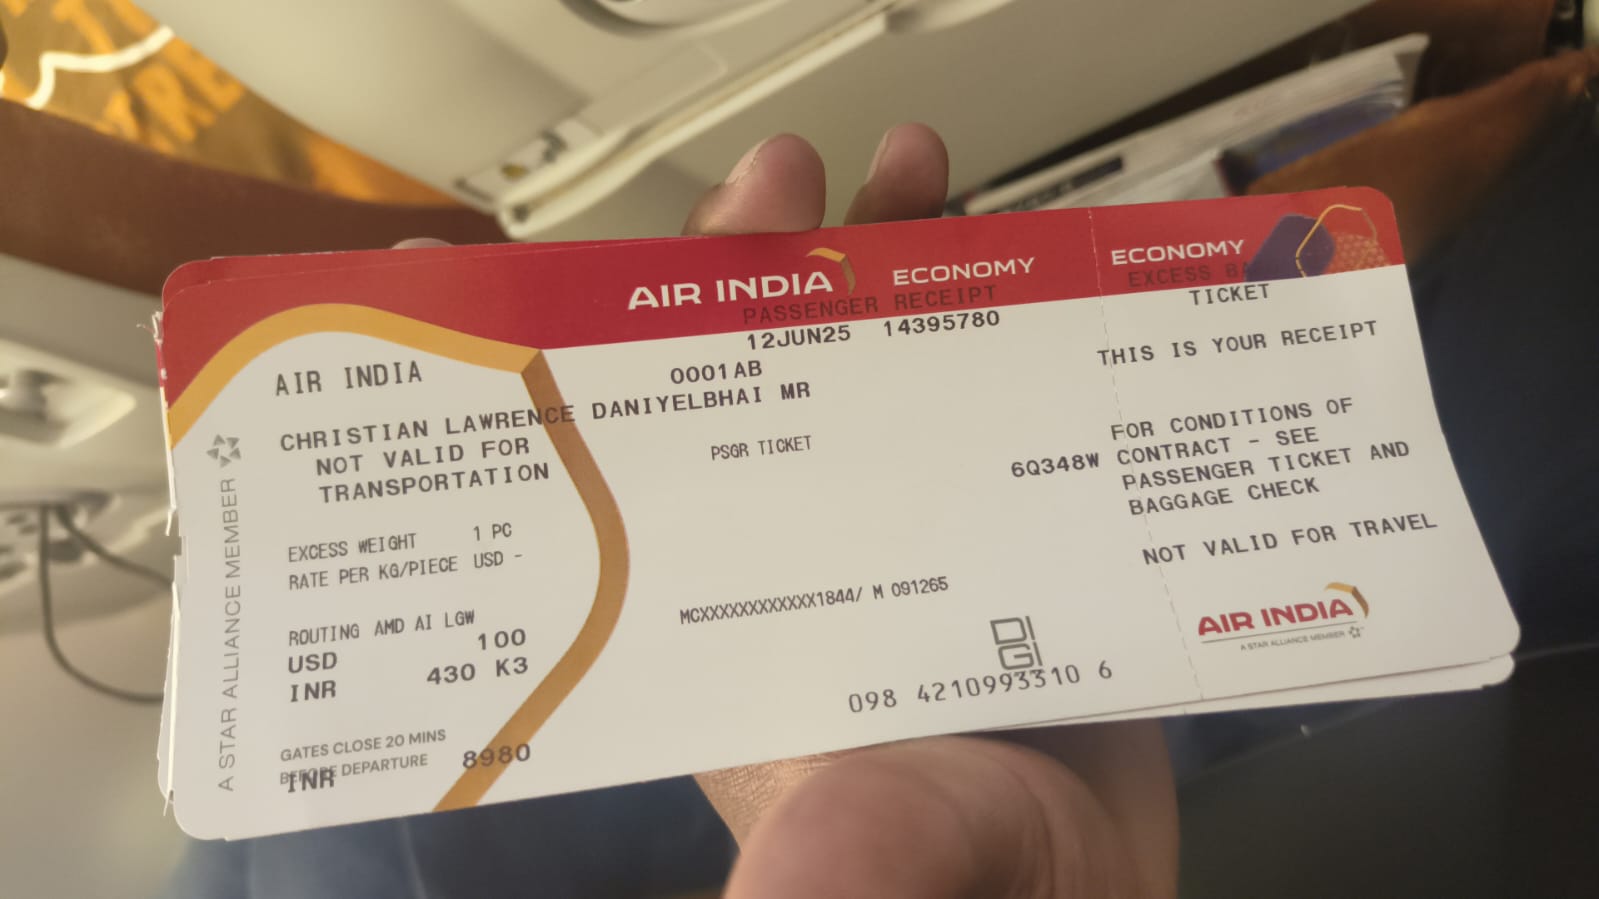 AIR INDIA
ECONOMY
PASSENGER RECEIPT
12JUN25 14395780
0001AB
AIR INDIA
CHRISTIAN LAWRENCE DANIYELBHAI MR
NOT VALID FOR
TRANSPORTATION
PSGR TICKET
6Q348W
EXCESS WEIGHT 1 PC
RATE PER KG/PIECE USD -
ROUTING AMD AI LGW
USD 100
INR 430 K3
MCXXXXXXXXXXXX1844/ M 091265
DIGI
098 4210993310 6
GATES CLOSE 20 MINS
BEFORE DEPARTURE
INR 8980
A STAR ALLIANCE MEMBER
ECONOMY
EXCESS BA
TICKET
THIS IS YOUR RECEIPT
FOR CONDITIONS OF
CONTRACT - SEE
PASSENGER TICKET AND
BAGGAGE CHECK
NOT VALID FOR TRAVEL
AIR INDIA
A STAR ALLIANCE MEMBER